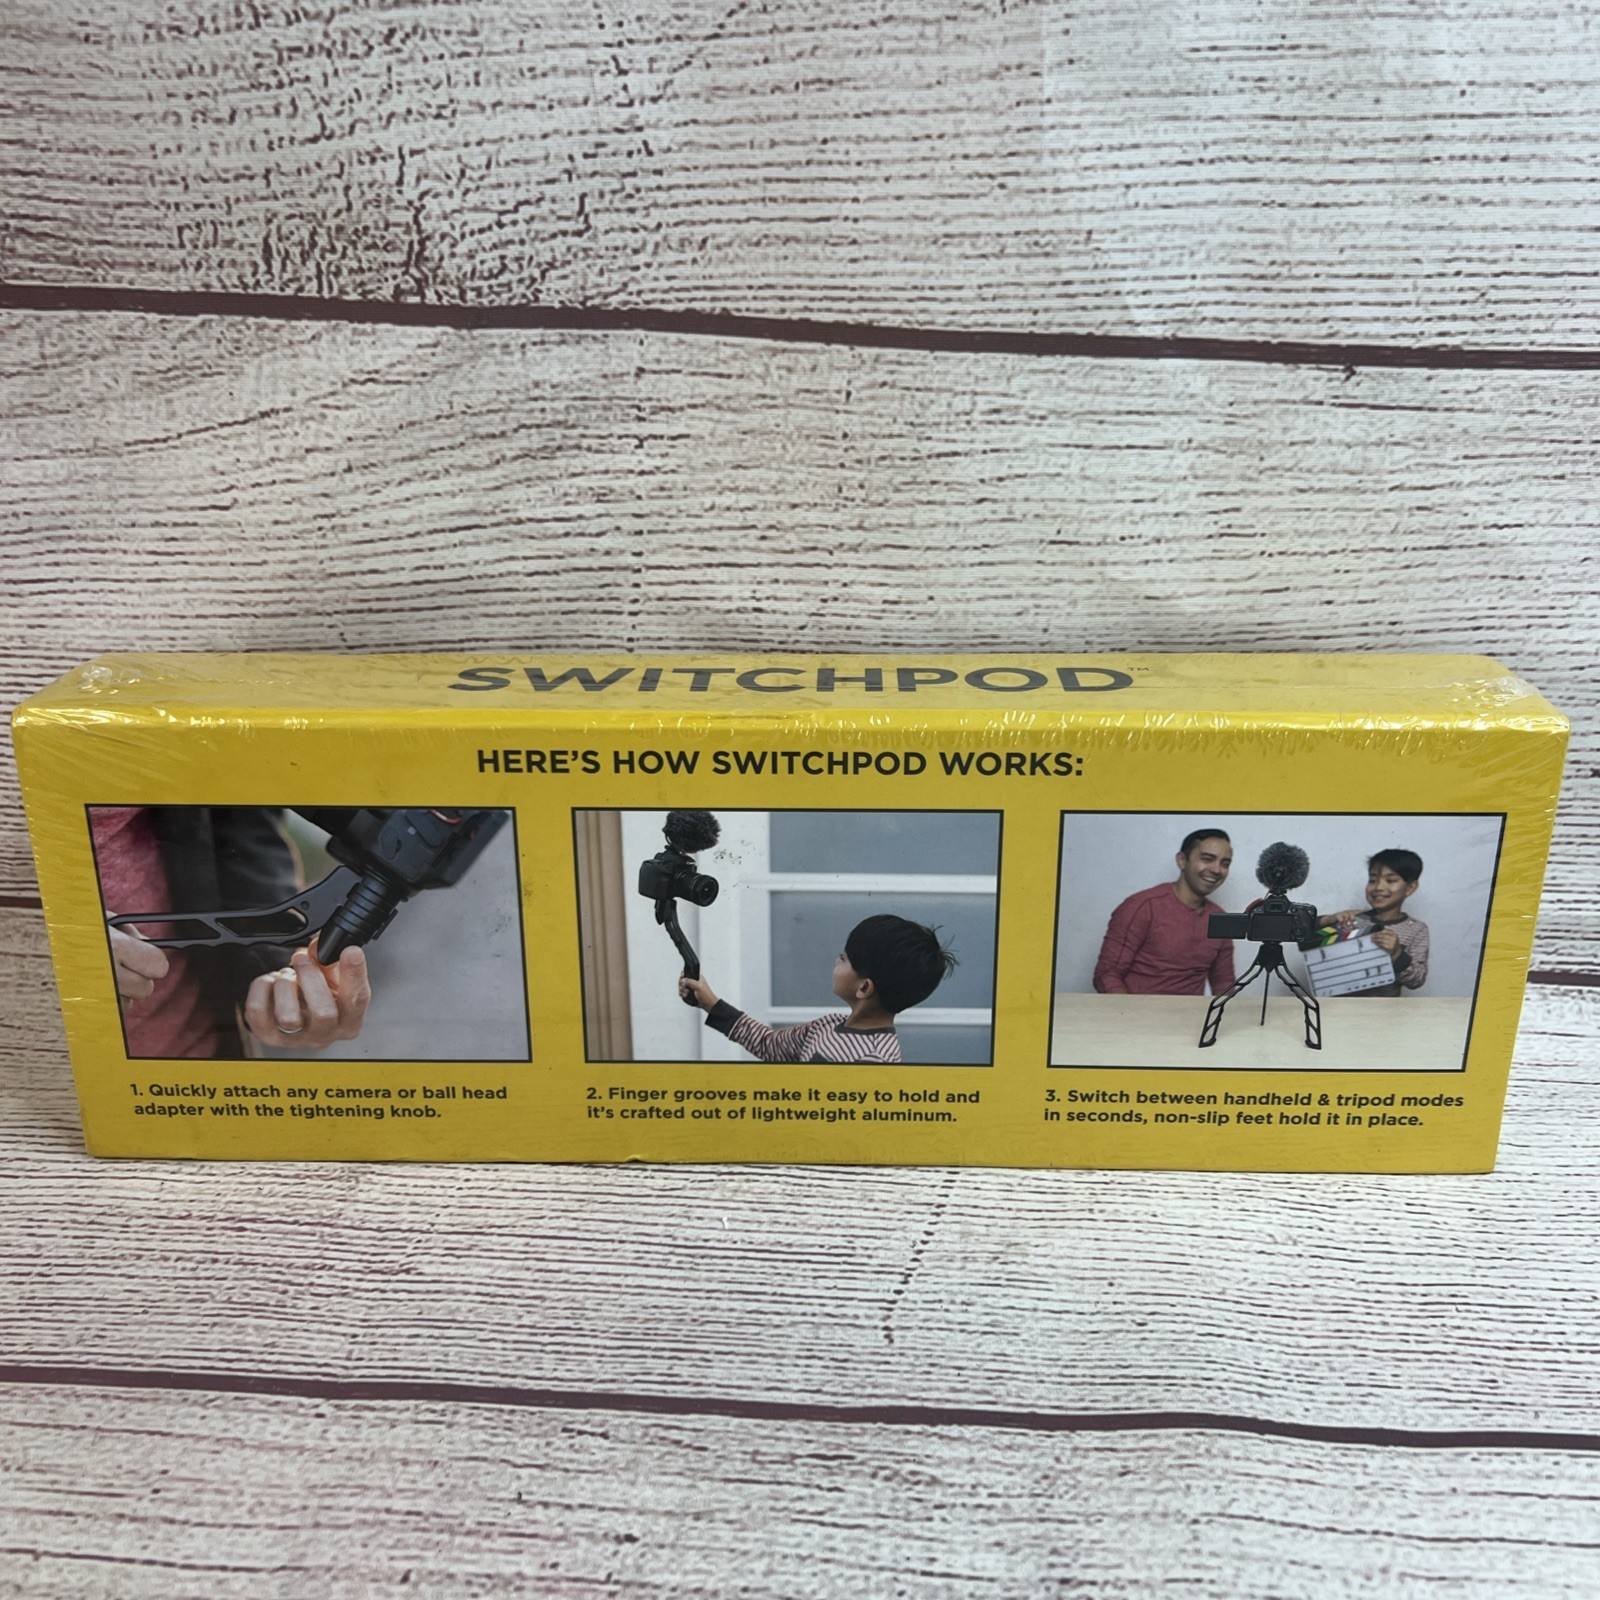 SWITCHPOD™
HERE'S HOW SWITCHPOD WORKS:
1. Quickly attach any camera or ball head
adapter with the tightening knob.
2. Finger grooves make it easy to hold and
it's crafted out of lightweight aluminum.
3. Switch between handheld & tripod modes
in seconds, non-slip feet hold it in place.